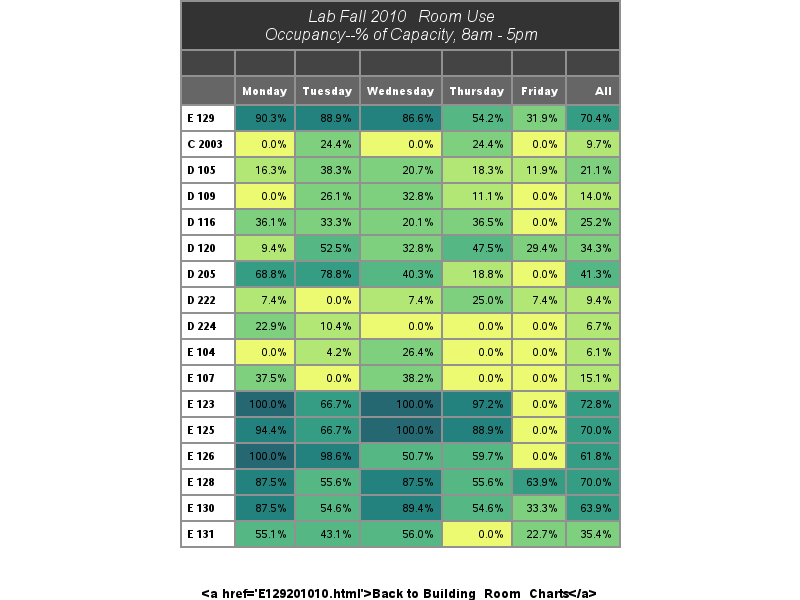 Lab Fall 2010 Room Use
Occupancy--% of Capacity, 8am - 5pm
Monday Tuesday Wednesday Thursday Friday All
E 129 90.3% 88.9% 86.6% 54.2% 31.9% 70.4%
C 2003 0.0% 24.4% 0.0% 24.4% 0.0% 9.7%
D 105 16.3% 38.3% 20.7% 18.3% 11.9% 21.1%
D 109 0.0% 26.1% 32.8% 11.1% 0.0% 14.0%
D 116 36.1% 33.3% 20.1% 36.5% 0.0% 25.2%
D 120 9.4% 52.5% 32.8% 47.5% 29.4% 34.3%
D 205 68.8% 78.8% 40.3% 18.8% 0.0% 41.3%
D 222 7.4% 0.0% 7.4% 25.0% 7.4% 9.4%
D 224 22.9% 10.4% 0.0% 0.0% 0.0% 6.7%
E 104 0.0% 4.2% 26.4% 0.0% 0.0% 6.1%
E 107 37.5% 0.0% 38.2% 0.0% 0.0% 15.1%
E 123 100.0% 66.7% 100.0% 97.2% 0.0% 72.8%
E 125 94.4% 66.7% 100.0% 88.9% 0.0% 70.0%
E 126 100.0% 98.6% 50.7% 59.7% 0.0% 61.8%
E 128 87.5% 55.6% 87.5% 55.6% 63.9% 70.0%
E 130 87.5% 54.6% 89.4% 54.6% 33.3% 63.9%
E 131 55.1% 43.1% 56.0% 0.0% 22.7% 35.4%
<a href='E129201010.html'>Back to Building Room Charts</a>